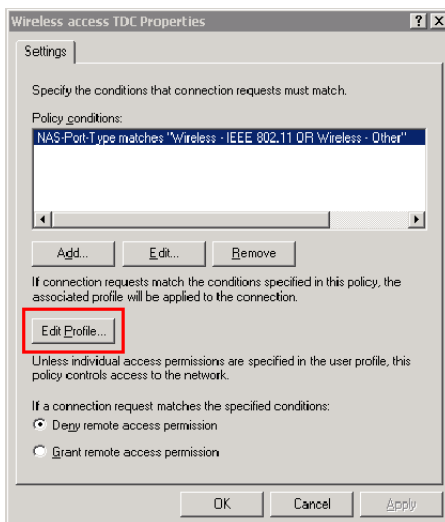 Wireless access TDC Properties
Settings
Specify the conditions that connection requests must match.
Policy conditions:
NAS-Port-Type matches "Wireless - IEEE 802.11 OR Wireless - Other"
Add... Edit... Remove
If connection requests match the conditions specified in this policy, the
associated profile will be applied to the connection.
Edit Profile...
Unless individual access permissions are specified in the user profile, this
policy controls access to the network.
If a connection request matches the specified conditions:
Deny remote access permission
Grant remote access permission
OK Cancel Apply